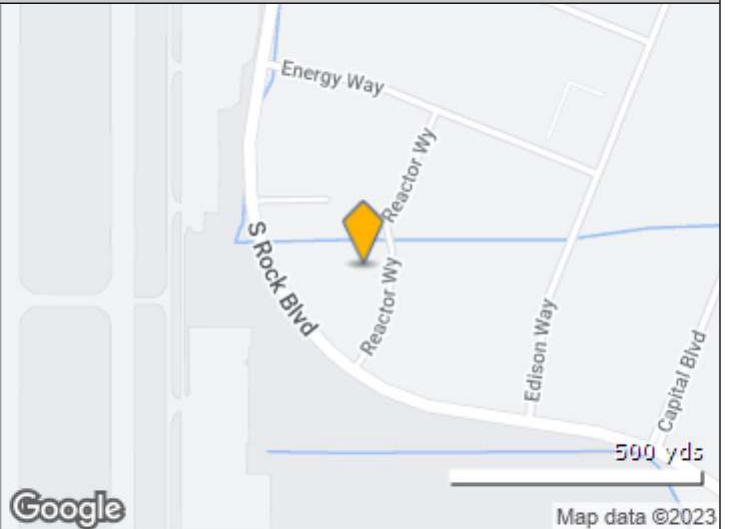 Energy Way
Reactor Wy
S Rock Blvd
Reactor Wy
Edison Way
Capital Blvd
500 yds
Google
Map data ©2023